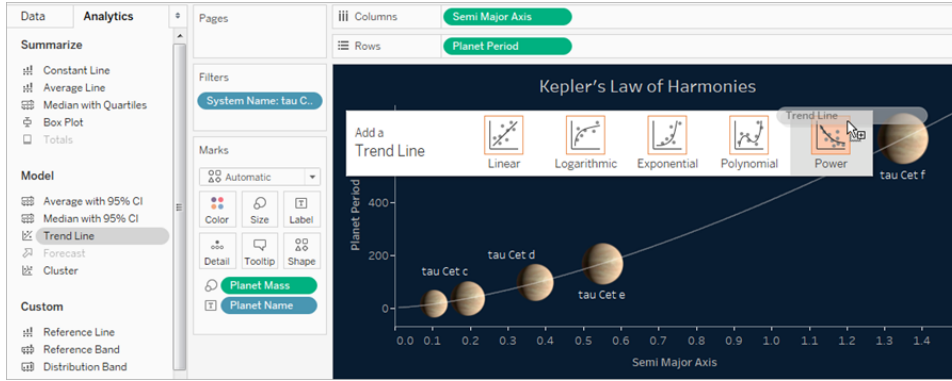 Data
Analytics
Summarize
Constant Line
Average Line
Median with Quartiles
Box Plot
Totals
Model
Average with 95% CI
Median with 95% CI
Trend Line
Forecast
Cluster
Custom
Reference Line
Reference Band
Distribution Band
Pages
Filters
System Name: tau C..
Marks
Automatic
Color
Size
Label
Detail
Tooltip
Shape
Planet Mass
Planet Name
Columns
Semi Major Axis
Rows
Planet Period
Kepler's Law of Harmonies
Add a
Trend Line
Linear
Logarithmic
Exponential
Polynomial
Power
Trend Line
tau Cet f
tau Cet d
tau Cet c
tau Cet e
Planet Period
400
200
0
0.0 0.1 0.2 0.3 0.4 0.5 0.6 0.7 0.8 0.9 1.0 1.1 1.2 1.3 1.4
Semi Major Axis